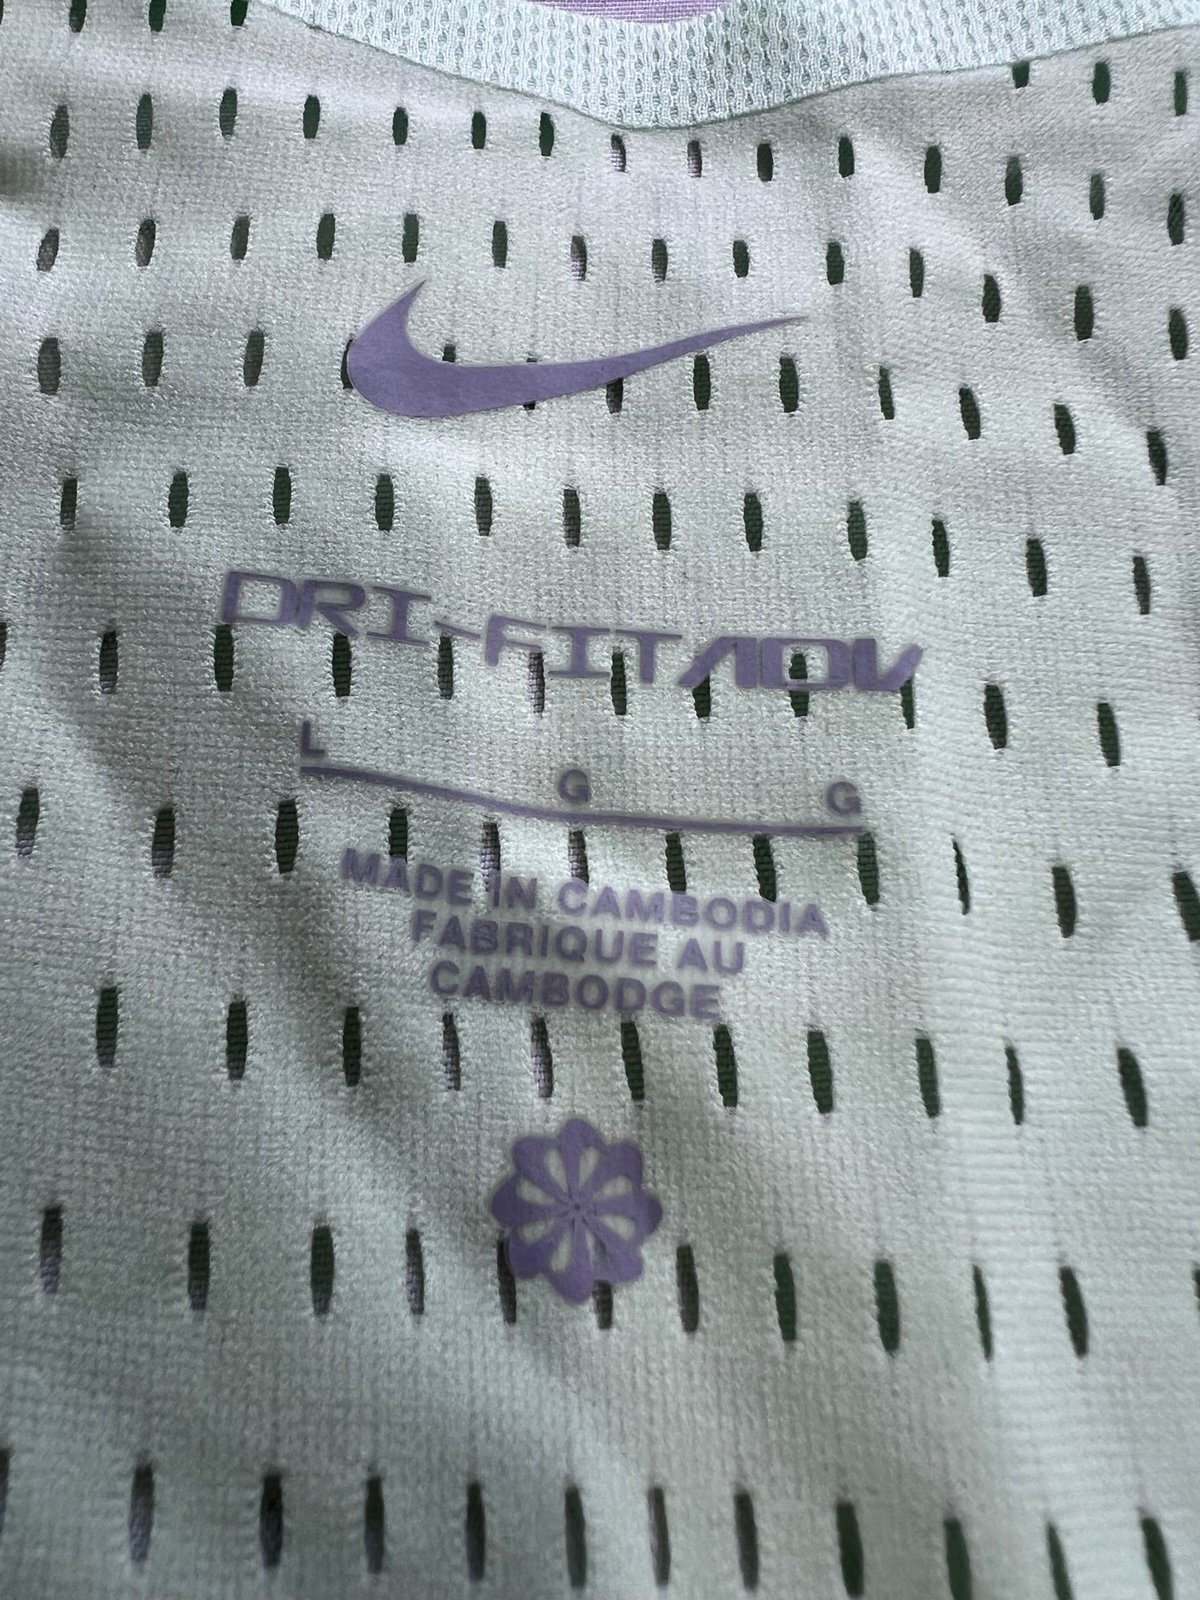 DRI-FIT ADV
L G G
MADE IN CAMBODIA
FABRIQUE AU
CAMBODGE